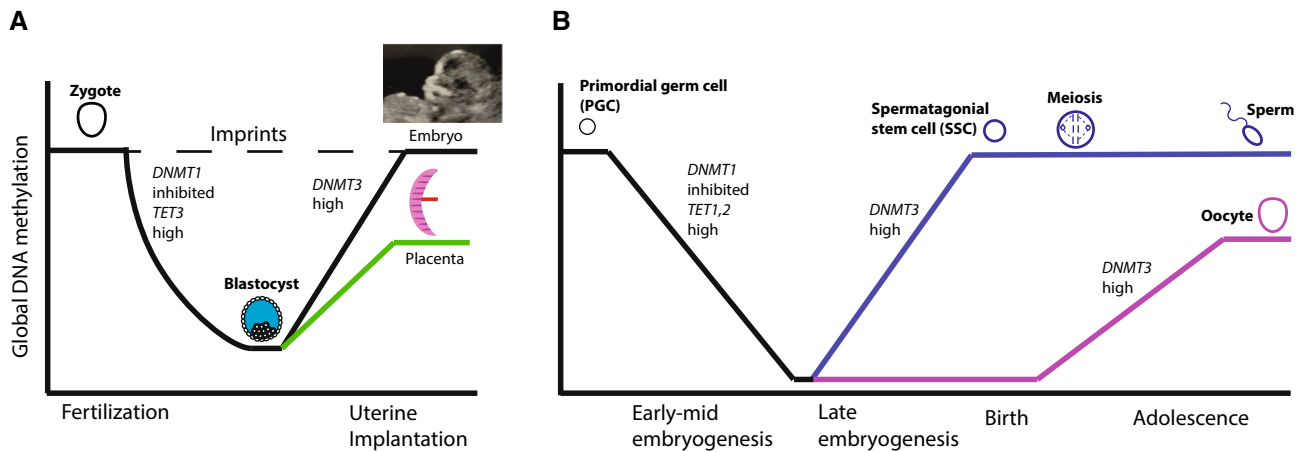 A
Zygote
Imprints
Embryo
DNMT1
inhibited
TET3
high
DNMT3
high
Placenta
Blastocyst
Global DNA methylation
Fertilization
Uterine
Implantation
B
Primordial germ cell
(PGC)
Spermatagonial
stem cell (SSC)
Meiosis
Sperm
DNMT1
inhibited
TET1,2
high
DNMT3
high
Oocyte
DNMT3
high
Early-mid
embryogenesis
Late
embryogenesis
Birth
Adolescence